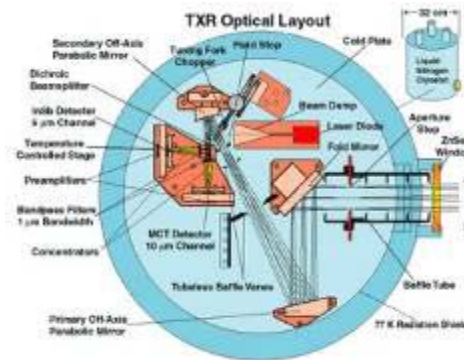 TXR Optical Layout
32 cm
Secondary Off-Axis
Parabolic Mirror
Tuning Fork
Chopper
Field Stop
Cold Plate
Liquid
Nitrogen
Cryostat
Dichroic
Beamsplitter
Beam Dump
InSb Detector
5 µm Channel
Laser Diode
Aperture
Stop
Fold Mirror
ZnSe
Window
Temperature
Controlled Stage
Preamplifiers
Bandpass Filters
1 µm Bandwidth
MCT Detector
10 µm Channel
Concentrators
Tubeless Baffle Vanes
Baffle Tube
Primary Off-Axis
Parabolic Mirror
77 K Radiation Shield